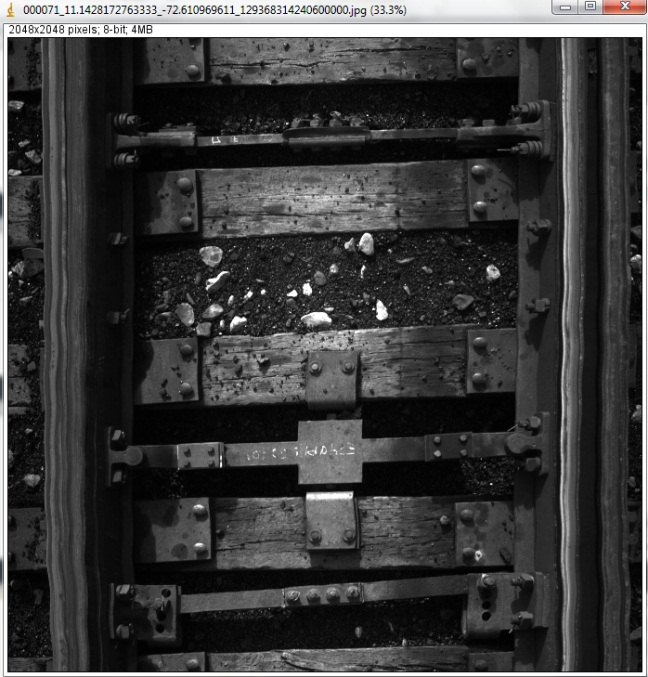 000071_11.1428172763333_-72.610969611_129368314240600000.jpg (33.3%)
2048x2048 pixels; 8-bit; 4MB